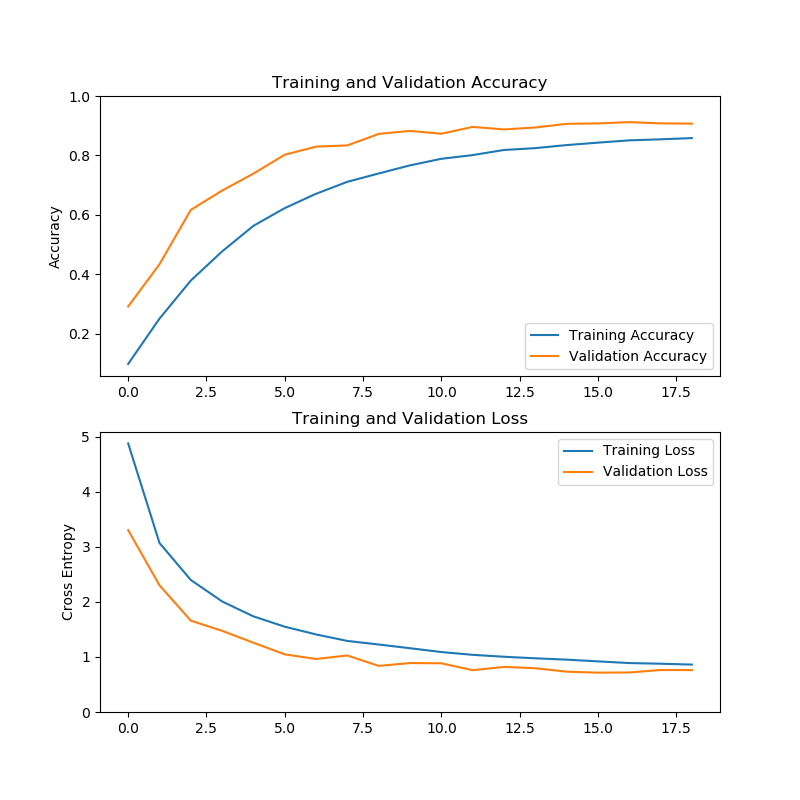 Training and Validation Accuracy
1.0
0.8
0.6
0.4
0.2
Accuracy
Training Accuracy
Validation Accuracy
0.0 2.5 5.0 7.5 10.0 12.5 15.0 17.5
Training and Validation Loss
5
4
3
2
1
0
Cross Entropy
Training Loss
Validation Loss
0.0 2.5 5.0 7.5 10.0 12.5 15.0 17.5